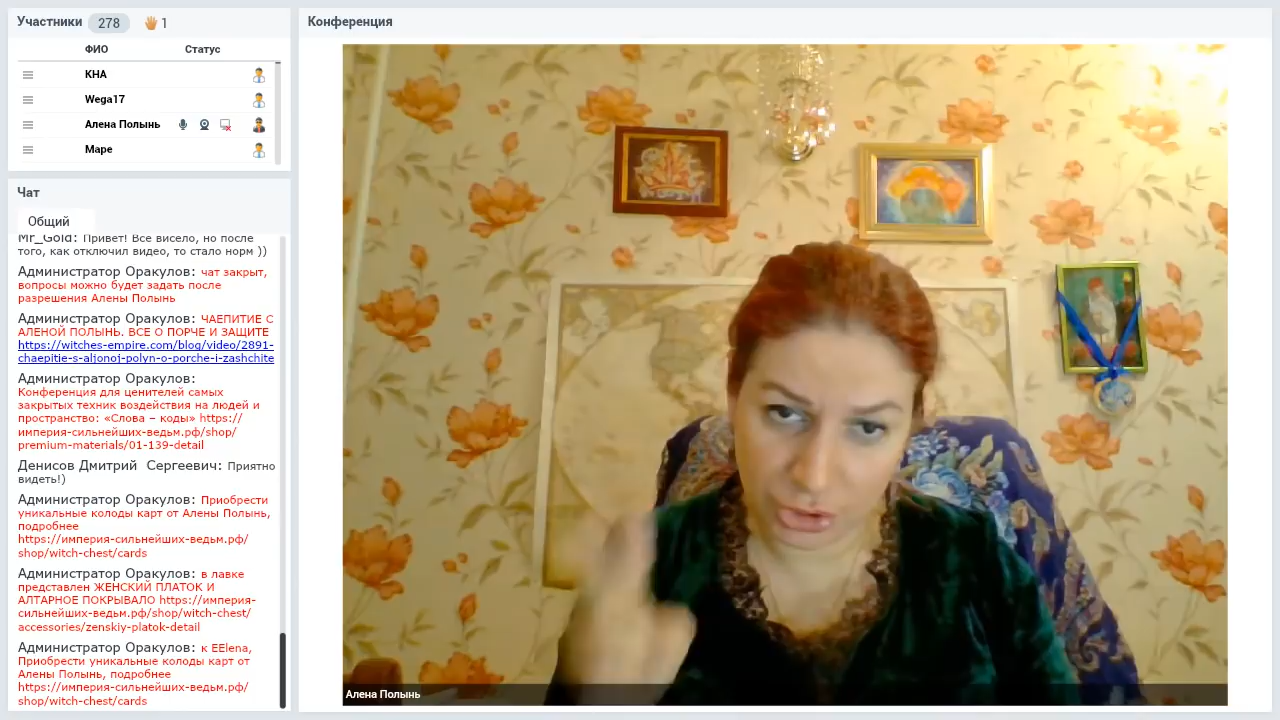 Участники 278 1
ФИО Статус
КНА
Wega17
Алена Полынь
Маре
Чат
Общий
Mr_Gold: Привет! Все висело, но после
того, как отключил видео, то стало норм ))
Администратор Оракулов: чат закрыт,
вопросы можно будет задать после
разрешения Алены Полынь
Администратор Оракулов: ЧАЕПИТИЕ С
АЛЕНОЙ ПОЛЫНЬ. ВСЕ О ПОРЧЕ И ЗАЩИТЕ
https://witches-empire.com/blog/video/2891-
chaepitie-s-aljonoj-polyn-o-porche-i-zashchite
Администратор Оракулов:
Конференция для ценителей самых
закрытых техник воздействия на людей и
пространство: «Слова – коды» https://
империя-сильнейших-ведьм.рф/shop/
premium-materials/01-139-detail
Денисов Дмитрий  Сергеевич: Приятно
видеть!)
Администратор Оракулов: Приобрести
уникальные колоды карт от Алены Полынь,
подробнее
https://империя-сильнейших-ведьм.рф/
shop/witch-chest/cards
Администратор Оракулов: в лавке
представлен ЖЕНСКИЙ ПЛАТОК И
АЛТАРНОЕ ПОКРЫВАЛО https://империя-
сильнейших-ведьм.рф/shop/witch-chest/
accessories/zenskiy-platok-detail
Администратор Оракулов: к EElena,
Приобрести уникальные колоды карт от
Алены Полынь, подробнее
https://империя-сильнейших-ведьм.рф/
shop/witch-chest/cards
Конференция
Алена Полынь